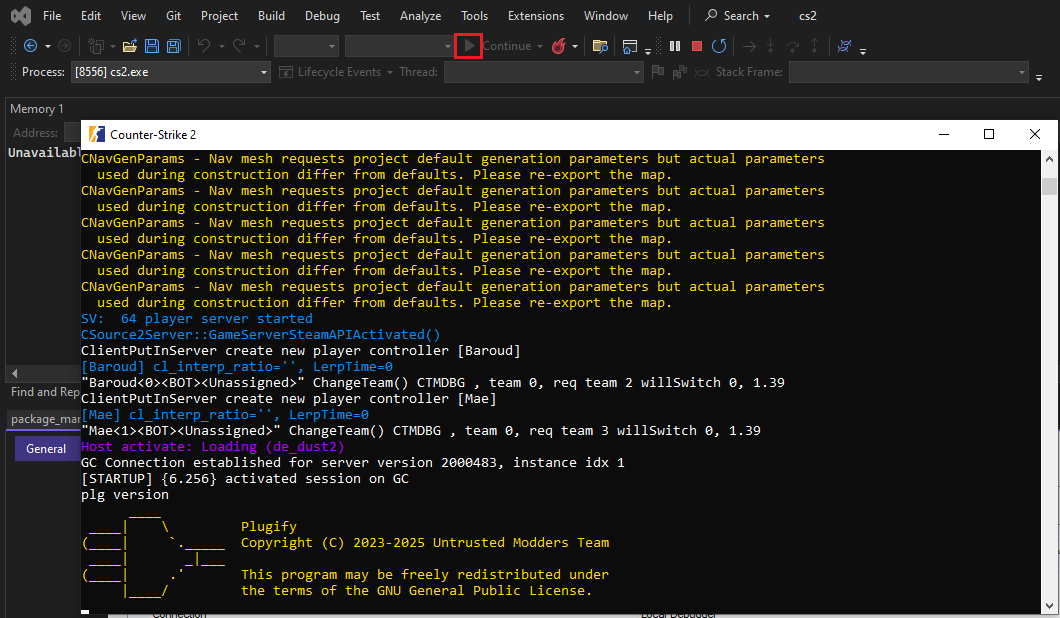 File Edit View Git Project Build Debug Test Analyze Tools Extensions Window Help Search cs2
Continue
Process: [8556] cs2.exe Lifecycle Events Thread: Stack Frame:
Memory 1
Address:
Counter-Strike 2
CNavGenParams - Nav mesh requests project default generation parameters but actual parameters
used during construction differ from defaults. Please re-export the map.
CNavGenParams - Nav mesh requests project default generation parameters but actual parameters
used during construction differ from defaults. Please re-export the map.
CNavGenParams - Nav mesh requests project default generation parameters but actual parameters
used during construction differ from defaults. Please re-export the map.
CNavGenParams - Nav mesh requests project default generation parameters but actual parameters
used during construction differ from defaults. Please re-export the map.
CNavGenParams - Nav mesh requests project default generation parameters but actual parameters
used during construction differ from defaults. Please re-export the map.
SV:  64 player server started
CSource2Server::GameServerSteamAPIActivated()
ClientPutInServer create new player controller [Baroud]
[Baroud] cl_interp_ratio='', LerpTime=0
"Baroud<0><BOT><Unassigned>" ChangeTeam() CTMDBG , team 0, req team 2 willSwitch 0, 1.39
ClientPutInServer create new player controller [Mae]
[Mae] cl_interp_ratio='', LerpTime=0
"Mae<1><BOT><Unassigned>" ChangeTeam() CTMDBG , team 0, req team 3 willSwitch 0, 1.39
Host activate: Loading (de_dust2)
GC Connection established for server version 2000483, instance idx 1
[STARTUP] {6.256} activated session on GC
plg version
Plugify
Copyright (C) 2023-2025 Untrusted Modders Team
This program may be freely redistributed under
the terms of the GNU General Public License.
Unavailabl
Find and Rep
package_mar
General